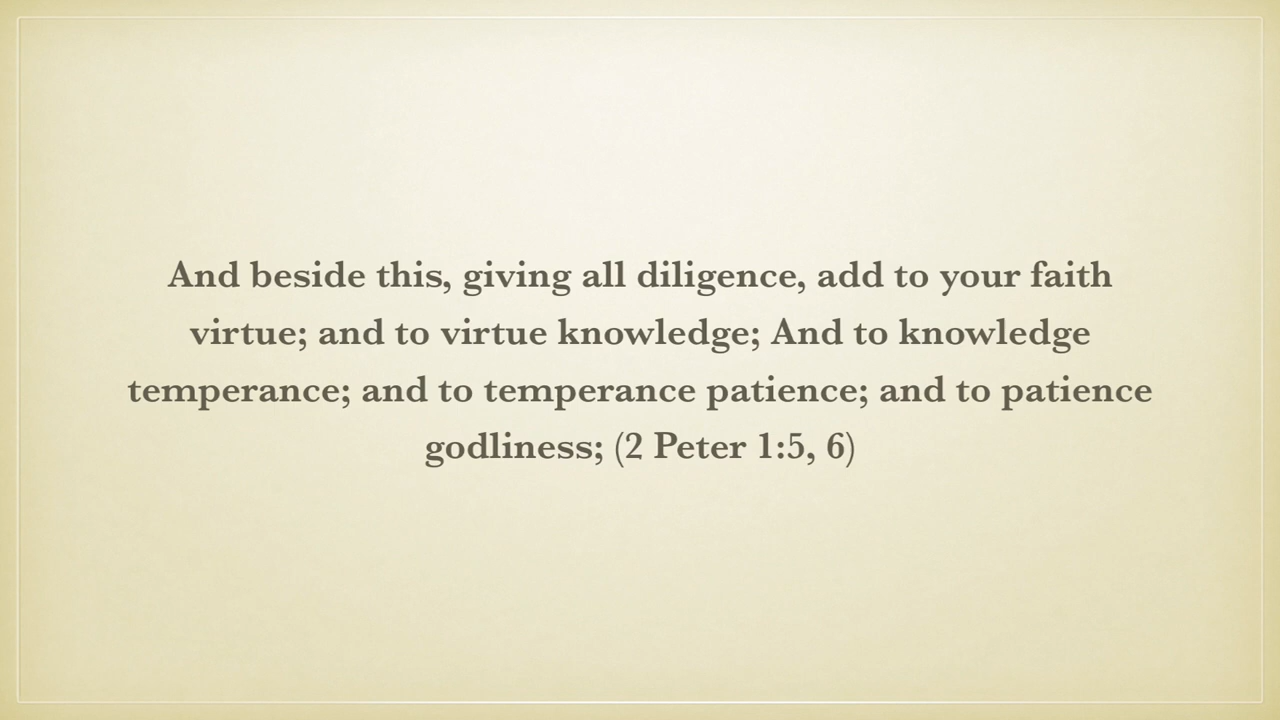 And beside this, giving all diligence, add to your faith
virtue; and to virtue knowledge; And to knowledge
temperance; and to temperance patience; and to patience
godliness; (2 Peter 1:5, 6)